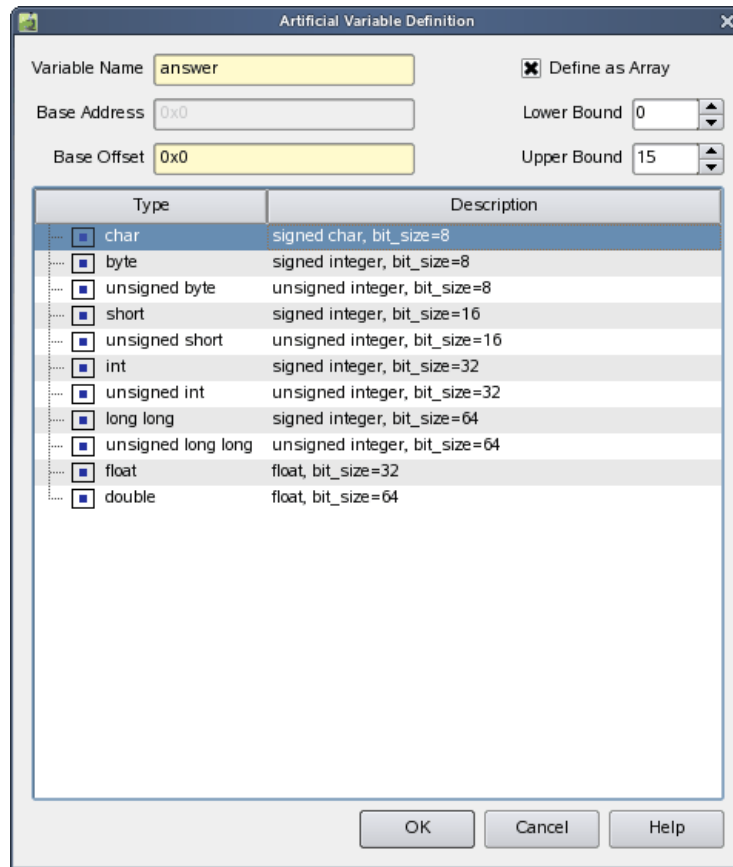 Artificial Variable Definition
Variable Name answer Define as Array
Base Address 0x0 Lower Bound 0
Base Offset 0x0 Upper Bound 15
Type Description
char signed char, bit_size=8
byte signed integer, bit_size=8
unsigned byte unsigned integer, bit_size=8
short signed integer, bit_size=16
unsigned short unsigned integer, bit_size=16
int signed integer, bit_size=32
unsigned int unsigned integer, bit_size=32
long long signed integer, bit_size=64
unsigned long long unsigned integer, bit_size=64
float float, bit_size=32
double float, bit_size=64
OK Cancel Help